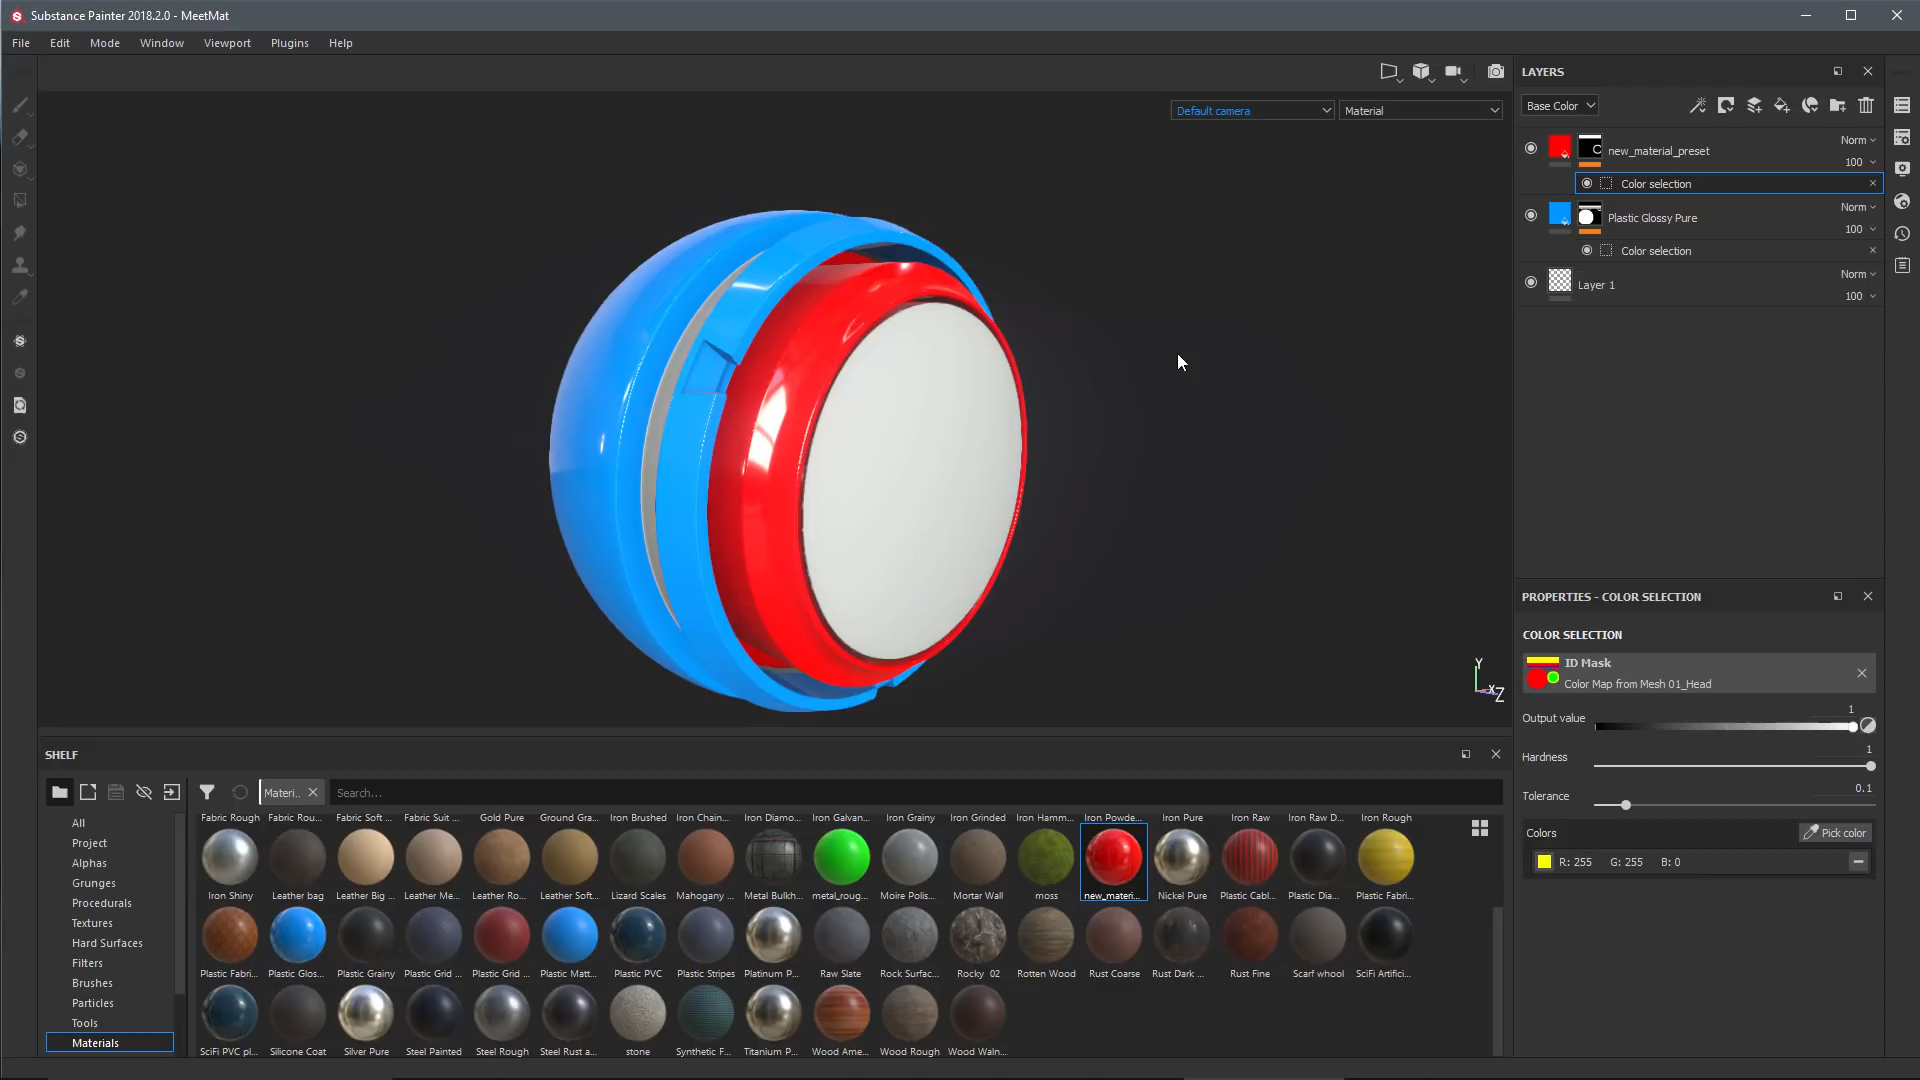 Substance Painter 2018.2.0 - MeetMat
File Edit Mode Window Viewport Plugins Help
Default camera
Material
LAYERS
Base Color
Norm
new_material_preset
100
Color selection
Norm
Plastic Glossy Pure
100
Color selection
Norm
Layer 1
100
Y
X
Z
PROPERTIES - COLOR SELECTION
COLOR SELECTION
ID Mask
Color Map from Mesh 01_Head
1
Output value
1
Hardness
0.1
Tolerance
Colors
Pick color
R: 255 G: 255 B: 0
SHELF
Materi..
Search...
All
Project
Alphas
Grunges
Procedurals
Textures
Hard Surfaces
Filters
Brushes
Particles
Tools
Materials
Fabric Rough Fabric Rou... Fabric Soft ... Fabric Suit ... Gold Pure Ground Gra... Iron Brushed Iron Chain... Iron Diamo... Iron Galvan... Iron Grainy Iron Grinded Iron Hamm... Iron Powde... Iron Pure Iron Raw Iron Raw D... Iron Rough
Iron Shiny Leather bag Leather Big ... Leather Me... Leather Ro... Leather Soft... Lizard Scales Mahogany ... Metal Bulkh... metal_roug... Moire Polis... Mortar Wall moss new_materi... Nickel Pure Plastic Cabl... Plastic Dia... Plastic Fabri...
Plastic Fabri... Plastic Glos... Plastic Grainy Plastic Grid ... Plastic Grid ... Plastic Matt... Plastic PVC Plastic Stripes Platinum P... Raw Slate Rock Surfac... Rocky_02 Rotten Wood Rust Coarse Rust Dark ... Rust Fine Scarf whool SciFi Artifici...
SciFi PVC pl... Silicone Coat Silver Pure Steel Painted Steel Rough Steel Rust a... stone Synthetic F... Titanium P... Wood Ame... Wood Rough Wood Waln...